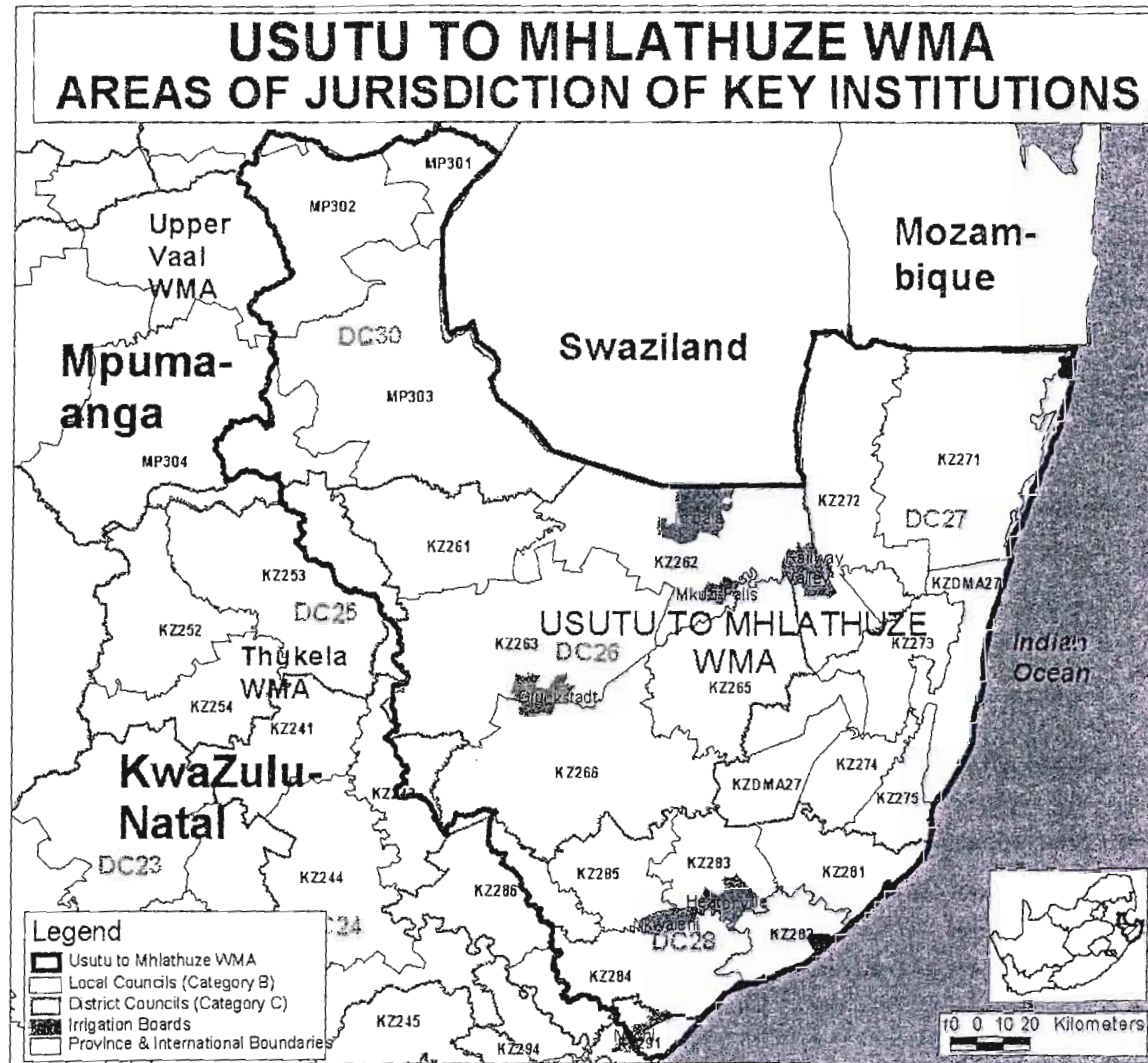 USUTU TO MHLATHUZE WMA
AREAS OF JURISDICTION OF KEY INSTITUTIONS
MP301
MP302
Upper
Vaal
WMA
Mozam-
bique
DC30
Swaziland
Mpuma-
anga
MP303
MP304
KZ271
KZ272
DC27
KZ261
KZ262
KZ253
KZDMA27
Mkuzi Falls
DC25
KZ252
USUTU TO MHLATHUZE
WMA
KZ263
DC26
KZ273
Indian
Ocean
Thukela
WMA
KZ265
Gluckstadt
KZ254
KZ241
KZ266
KZ274
KZDMA27
KZ275
KwaZulu-
Natal
DC23
KZ244
KZ285
KZ283
KZ281
KZ286
Heatonville
Nkwaleni
DC28
KZ282
KZ284
KZ245
KZ294
Legend
Usutu to Mhlathuze WMA
Local Councils (Category B)
District Councils (Category C)
Irrigation Boards
Province & International Boundaries
10 0 10 20 Kilometers